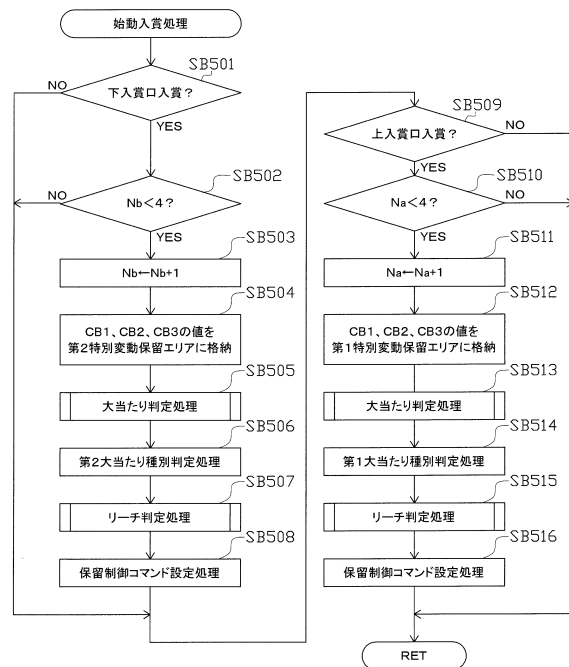 始動入賞処理
SB501
下入賞口入賞?
NO
YES
SB502
Nb<4?
NO
YES
SB503
Nb←Nb+1
SB504
CB1、CB2、CB3の値を
第2特別変動保留エリアに格納
SB505
大当たり判定処理
SB506
第2大当たり種別判定処理
SB507
リーチ判定処理
SB508
保留制御コマンド設定処理
SB509
上入賞口入賞?
NO
YES
SB510
Na<4?
NO
YES
SB511
Na←Na+1
SB512
CB1、CB2、CB3の値を
第1特別変動保留エリアに格納
SB513
大当たり判定処理
SB514
第1大当たり種別判定処理
SB515
リーチ判定処理
SB516
保留制御コマンド設定処理
RET